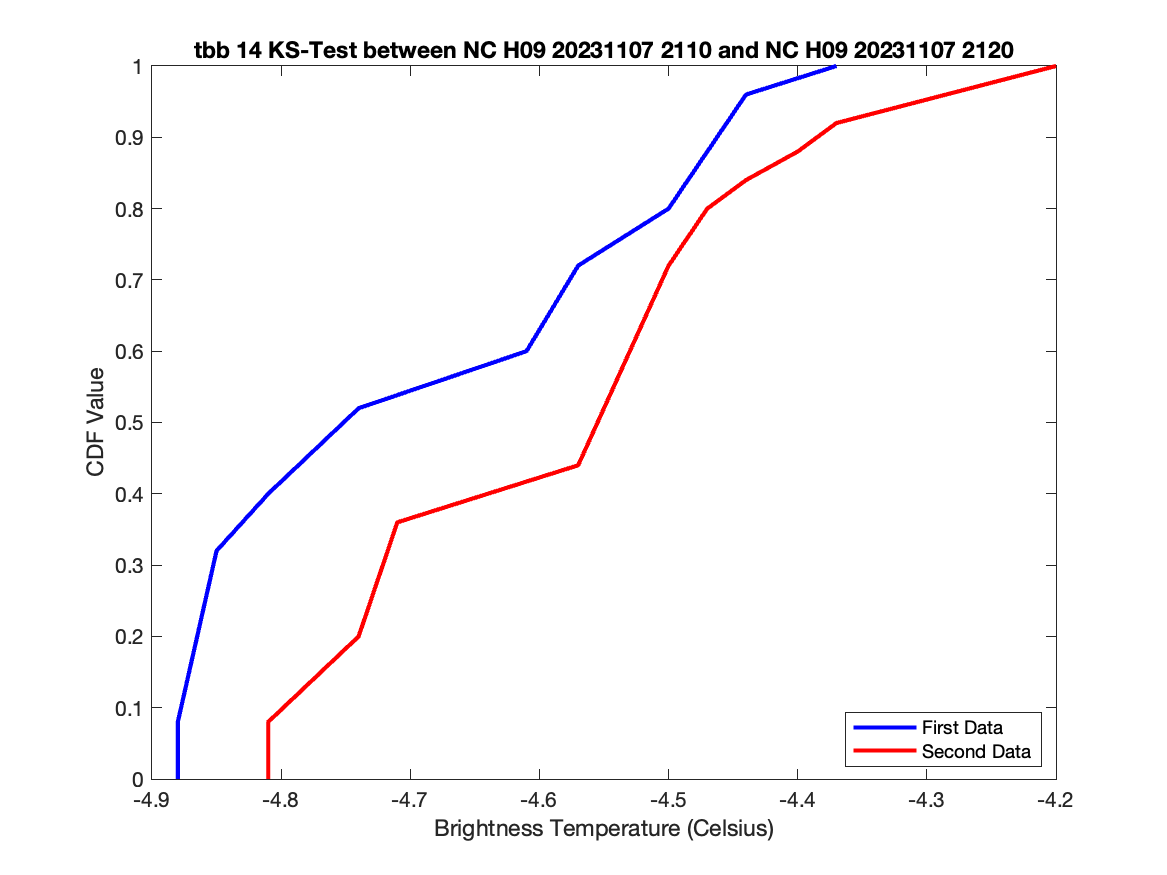 tbb 14 KS-Test between NC H09 20231107 2110 and NC H09 20231107 2120
1
0.9
0.8
0.7
0.6
0.5
0.4
0.3
0.2
0.1
0
CDF Value
First Data
Second Data
-4.9 -4.8 -4.7 -4.6 -4.5 -4.4 -4.3 -4.2
Brightness Temperature (Celsius)